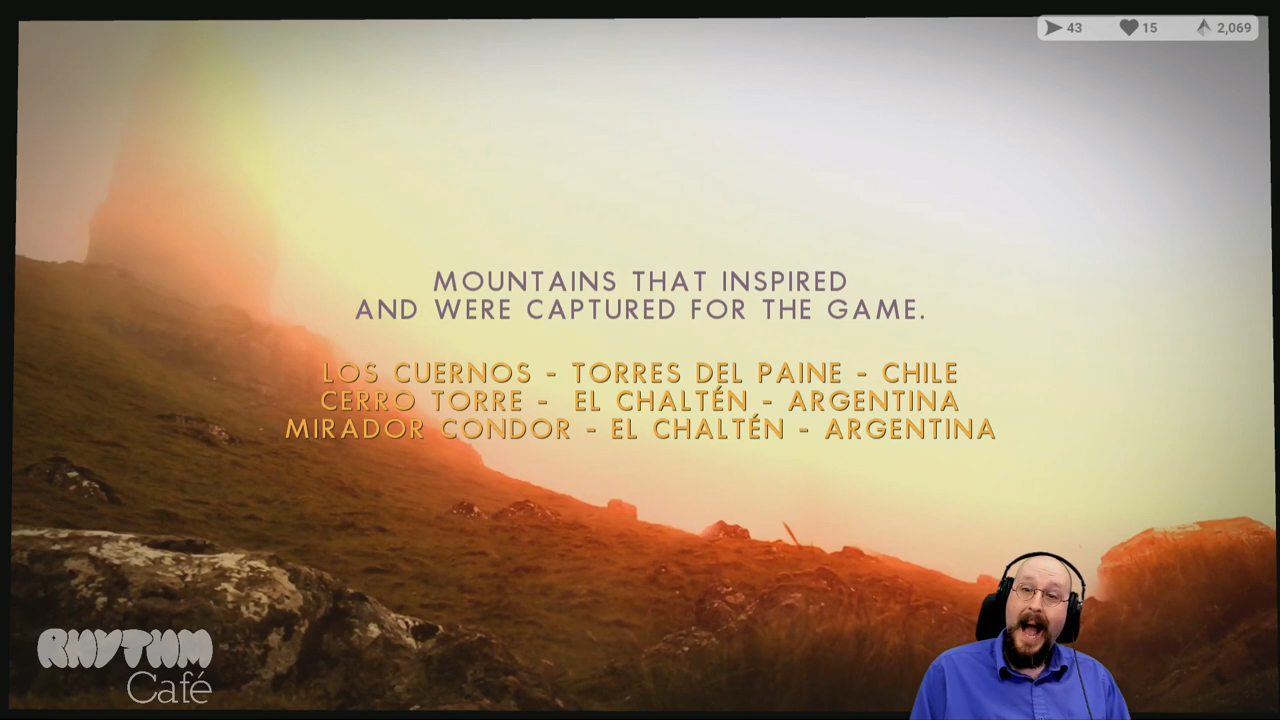 43 15 2,069
MOUNTAINS THAT INSPIRED
AND WERE CAPTURED FOR THE GAME.
LOS CUERNOS - TORRES DEL PAINE - CHILE
CERRO TORRE - EL CHALTÉN - ARGENTINA
MIRADOR CONDOR - EL CHALTÉN - ARGENTINA
RHYTHM
Café